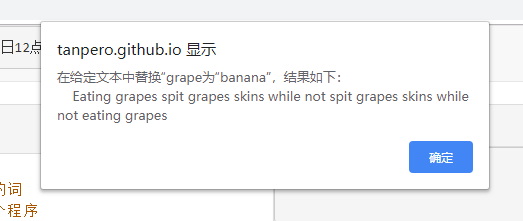 日12点
tanpero.github.io 显示
在给定文本中替换“grape为“banana”，结果如下：
Eating grapes spit grapes skins while not spit grapes skins while
not eating grapes
确定
的词
个程序